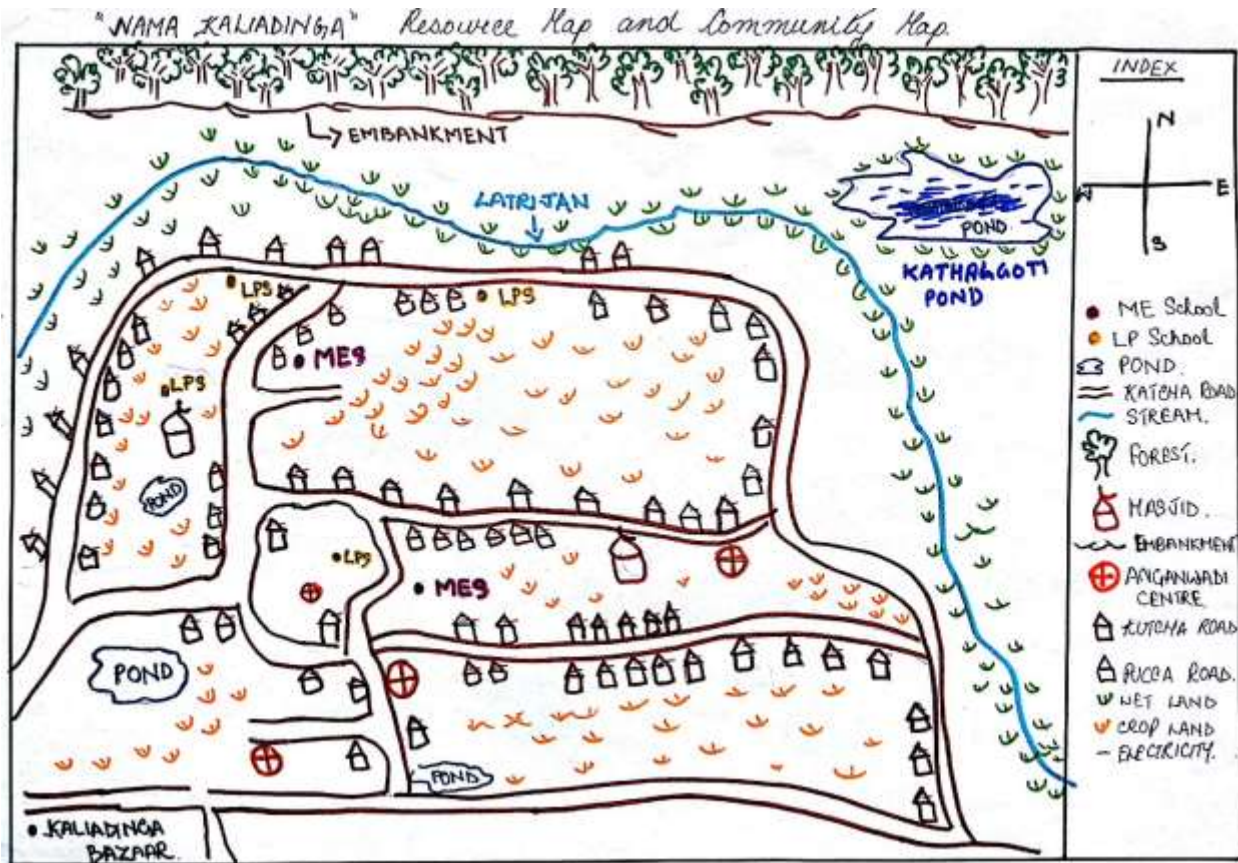 "NAMA KALIADINGA" Resource Map and Community Map
EMBANKMENT
LATRIJAN
POND
KATHALGOTI
POND
LPS
LPS
MES
LPS
POND
LPS
MES
POND
POND
KALIADINGA
BAZAAR.
INDEX
N
W
E
S
ME School
LP School
POND.
KATCHA ROAD
STREAM.
FOREST.
MASJID.
EMBANKMENT
ANGANWADI
CENTRE
KUTCHA ROAD
PUCCA ROAD.
WET LAND
CROP LAND
- ELECTRICITY.